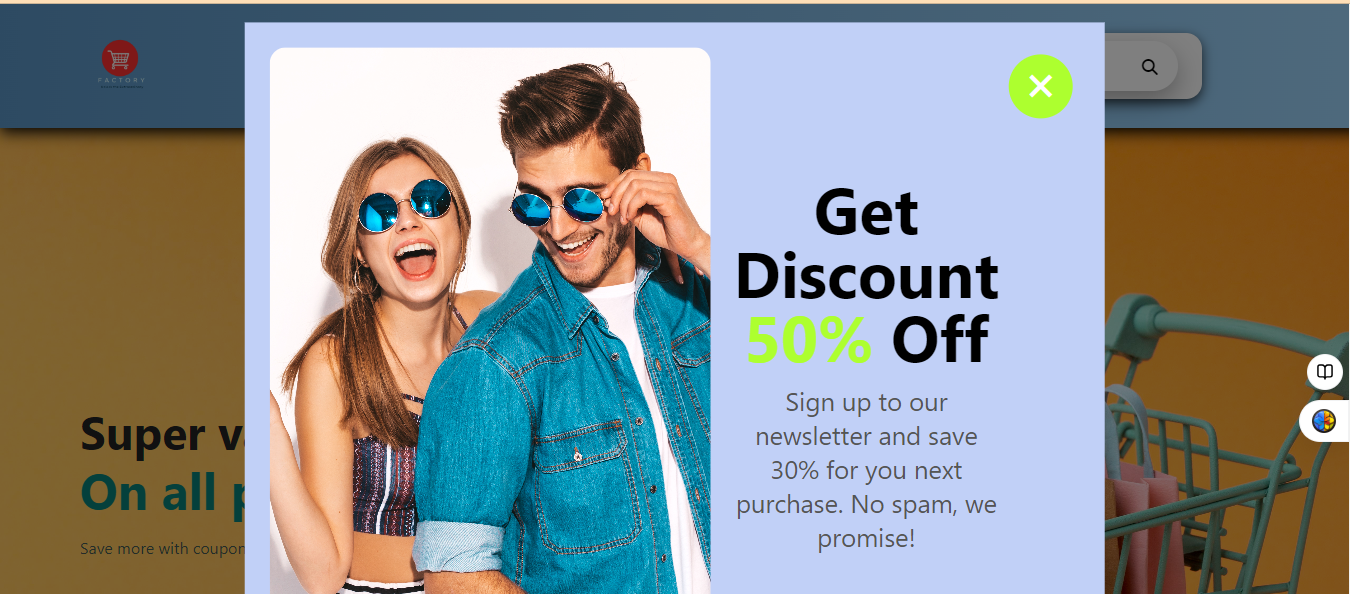 FACTORY
Get
Discount
50% Off
Sign up to our
newsletter and save
30% for you next
purchase. No spam, we
promise!
Super v
On all p
Save more with coupon